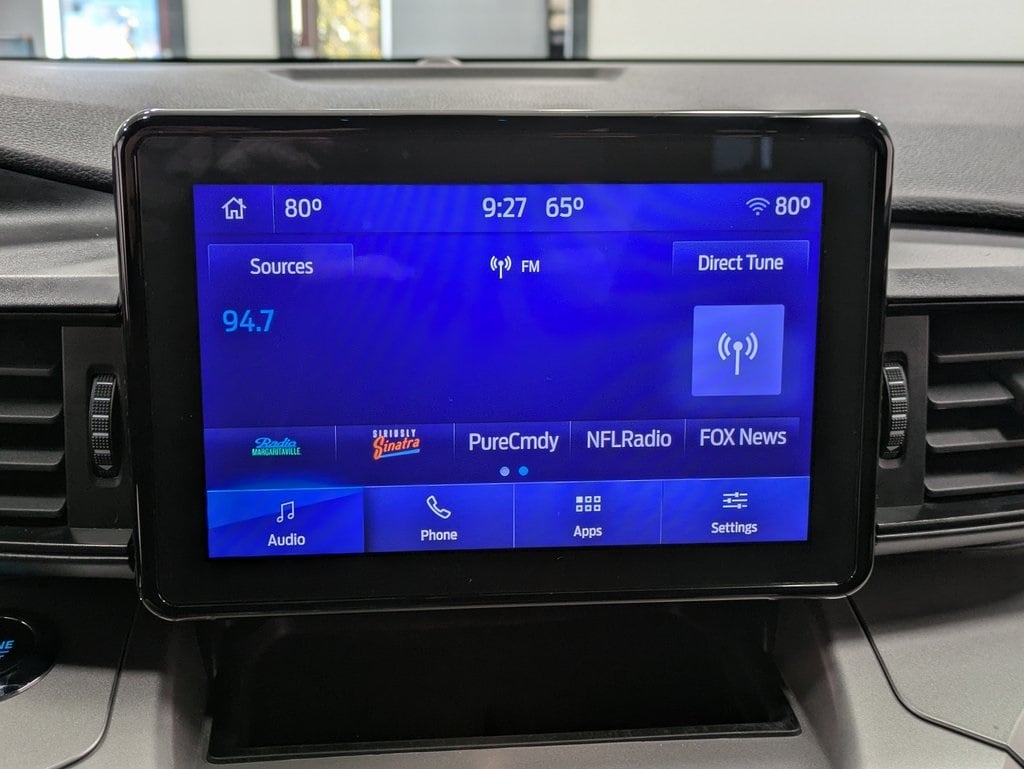 80º 9:27 65º 80º
Sources FM Direct Tune
94.7
Radio
MARGARITAVILLE
SIRIUSLY
Sinatra
PureCmdy NFLRadio FOX News
Audio Phone Apps Settings